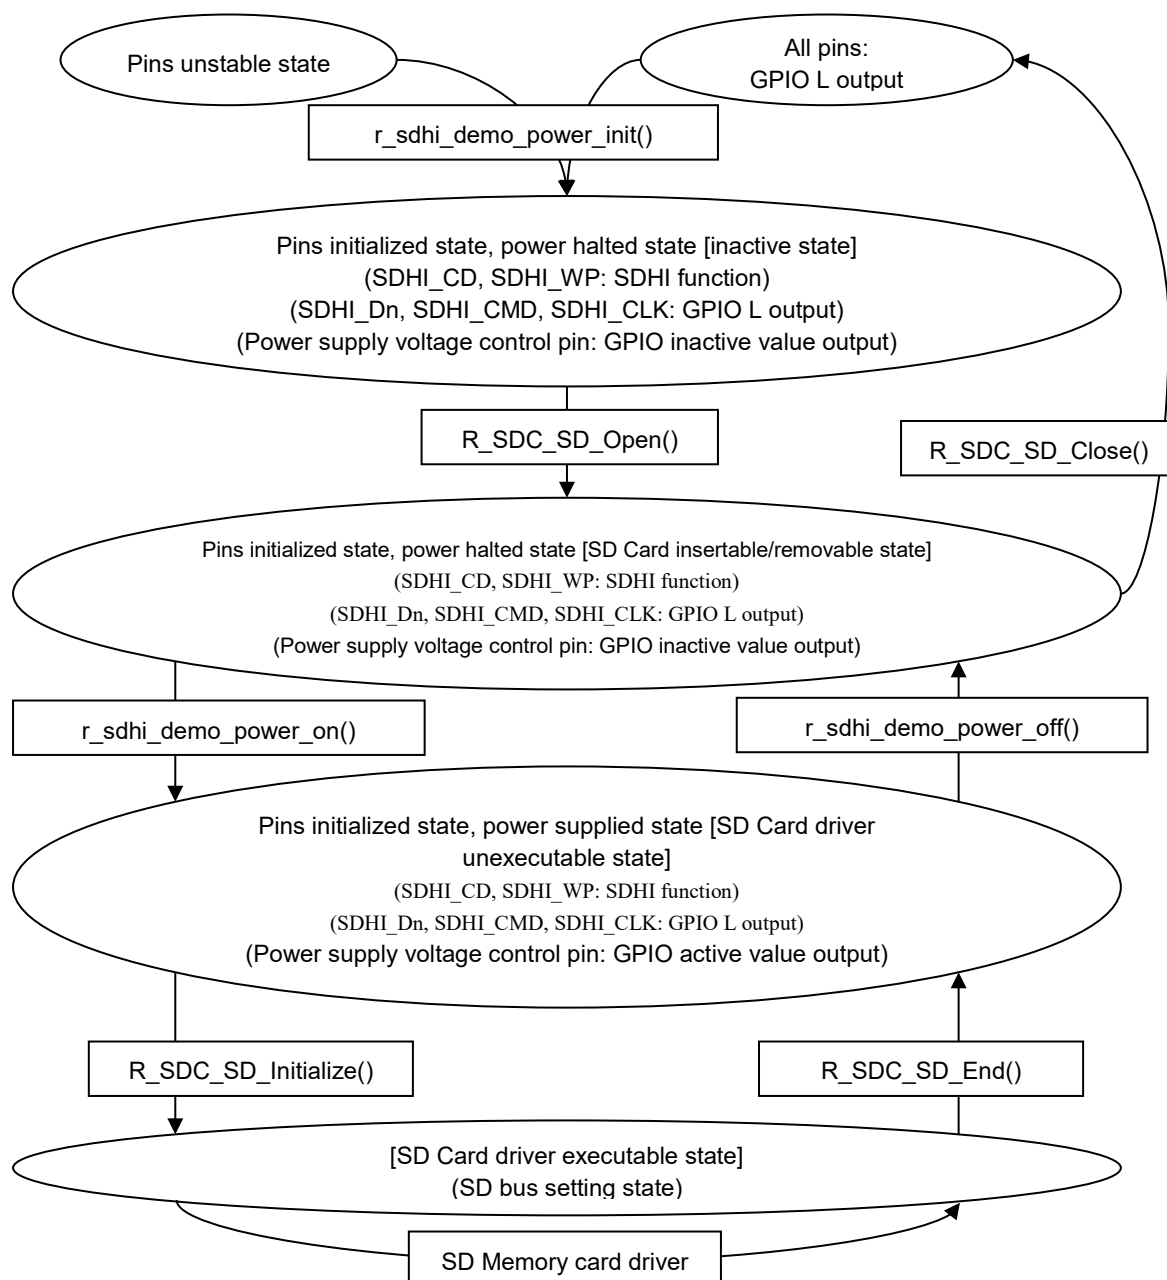 Pins unstable state
All pins:
GPIO L output
r_sdhi_demo_power_init()
Pins initialized state, power halted state [inactive state]
(SDHI_CD, SDHI_WP: SDHI function)
(SDHI_Dn, SDHI_CMD, SDHI_CLK: GPIO L output)
(Power supply voltage control pin: GPIO inactive value output)
R_SDC_SD_Open()
R_SDC_SD_Close()
Pins initialized state, power halted state [SD Card insertable/removable state]
(SDHI_CD, SDHI_WP: SDHI function)
(SDHI_Dn, SDHI_CMD, SDHI_CLK: GPIO L output)
(Power supply voltage control pin: GPIO inactive value output)
r_sdhi_demo_power_on()
r_sdhi_demo_power_off()
Pins initialized state, power supplied state [SD Card driver
unexecutable state]
(SDHI_CD, SDHI_WP: SDHI function)
(SDHI_Dn, SDHI_CMD, SDHI_CLK: GPIO L output)
(Power supply voltage control pin: GPIO active value output)
R_SDC_SD_Initialize()
R_SDC_SD_End()
[SD Card driver executable state]
(SD bus setting state)
SD Memory card driver